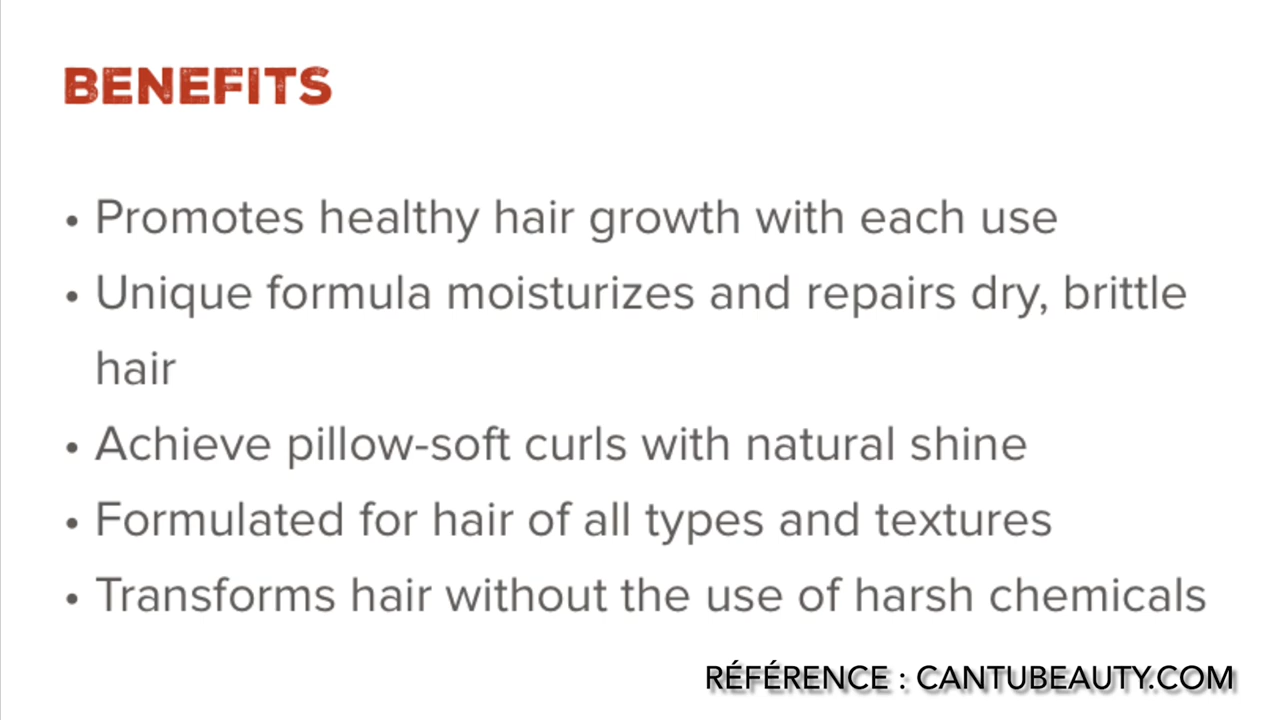 BENEFITS
• Promotes healthy hair growth with each use
• Unique formula moisturizes and repairs dry, brittle
hair
• Achieve pillow-soft curls with natural shine
• Formulated for hair of all types and textures
• Transforms hair without the use of harsh chemicals
RÉFÉRENCE : CANTUBEAUTY.COM